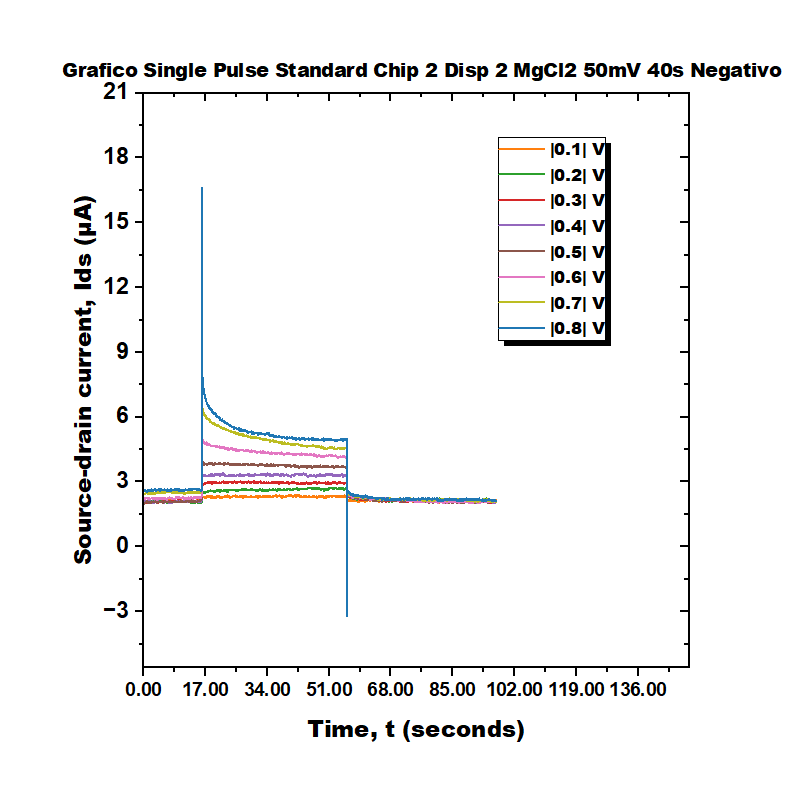 Grafico Single Pulse Standard Chip 2 Disp 2 MgCl2 50mV 40s Negativo
21
18
15
12
9
6
3
0
−3
Source-drain current, Ids (µA)
|0.1| V
|0.2| V
|0.3| V
|0.4| V
|0.5| V
|0.6| V
|0.7| V
|0.8| V
0.00 17.00 34.00 51.00 68.00 85.00 102.00 119.00 136.00
Time, t (seconds)